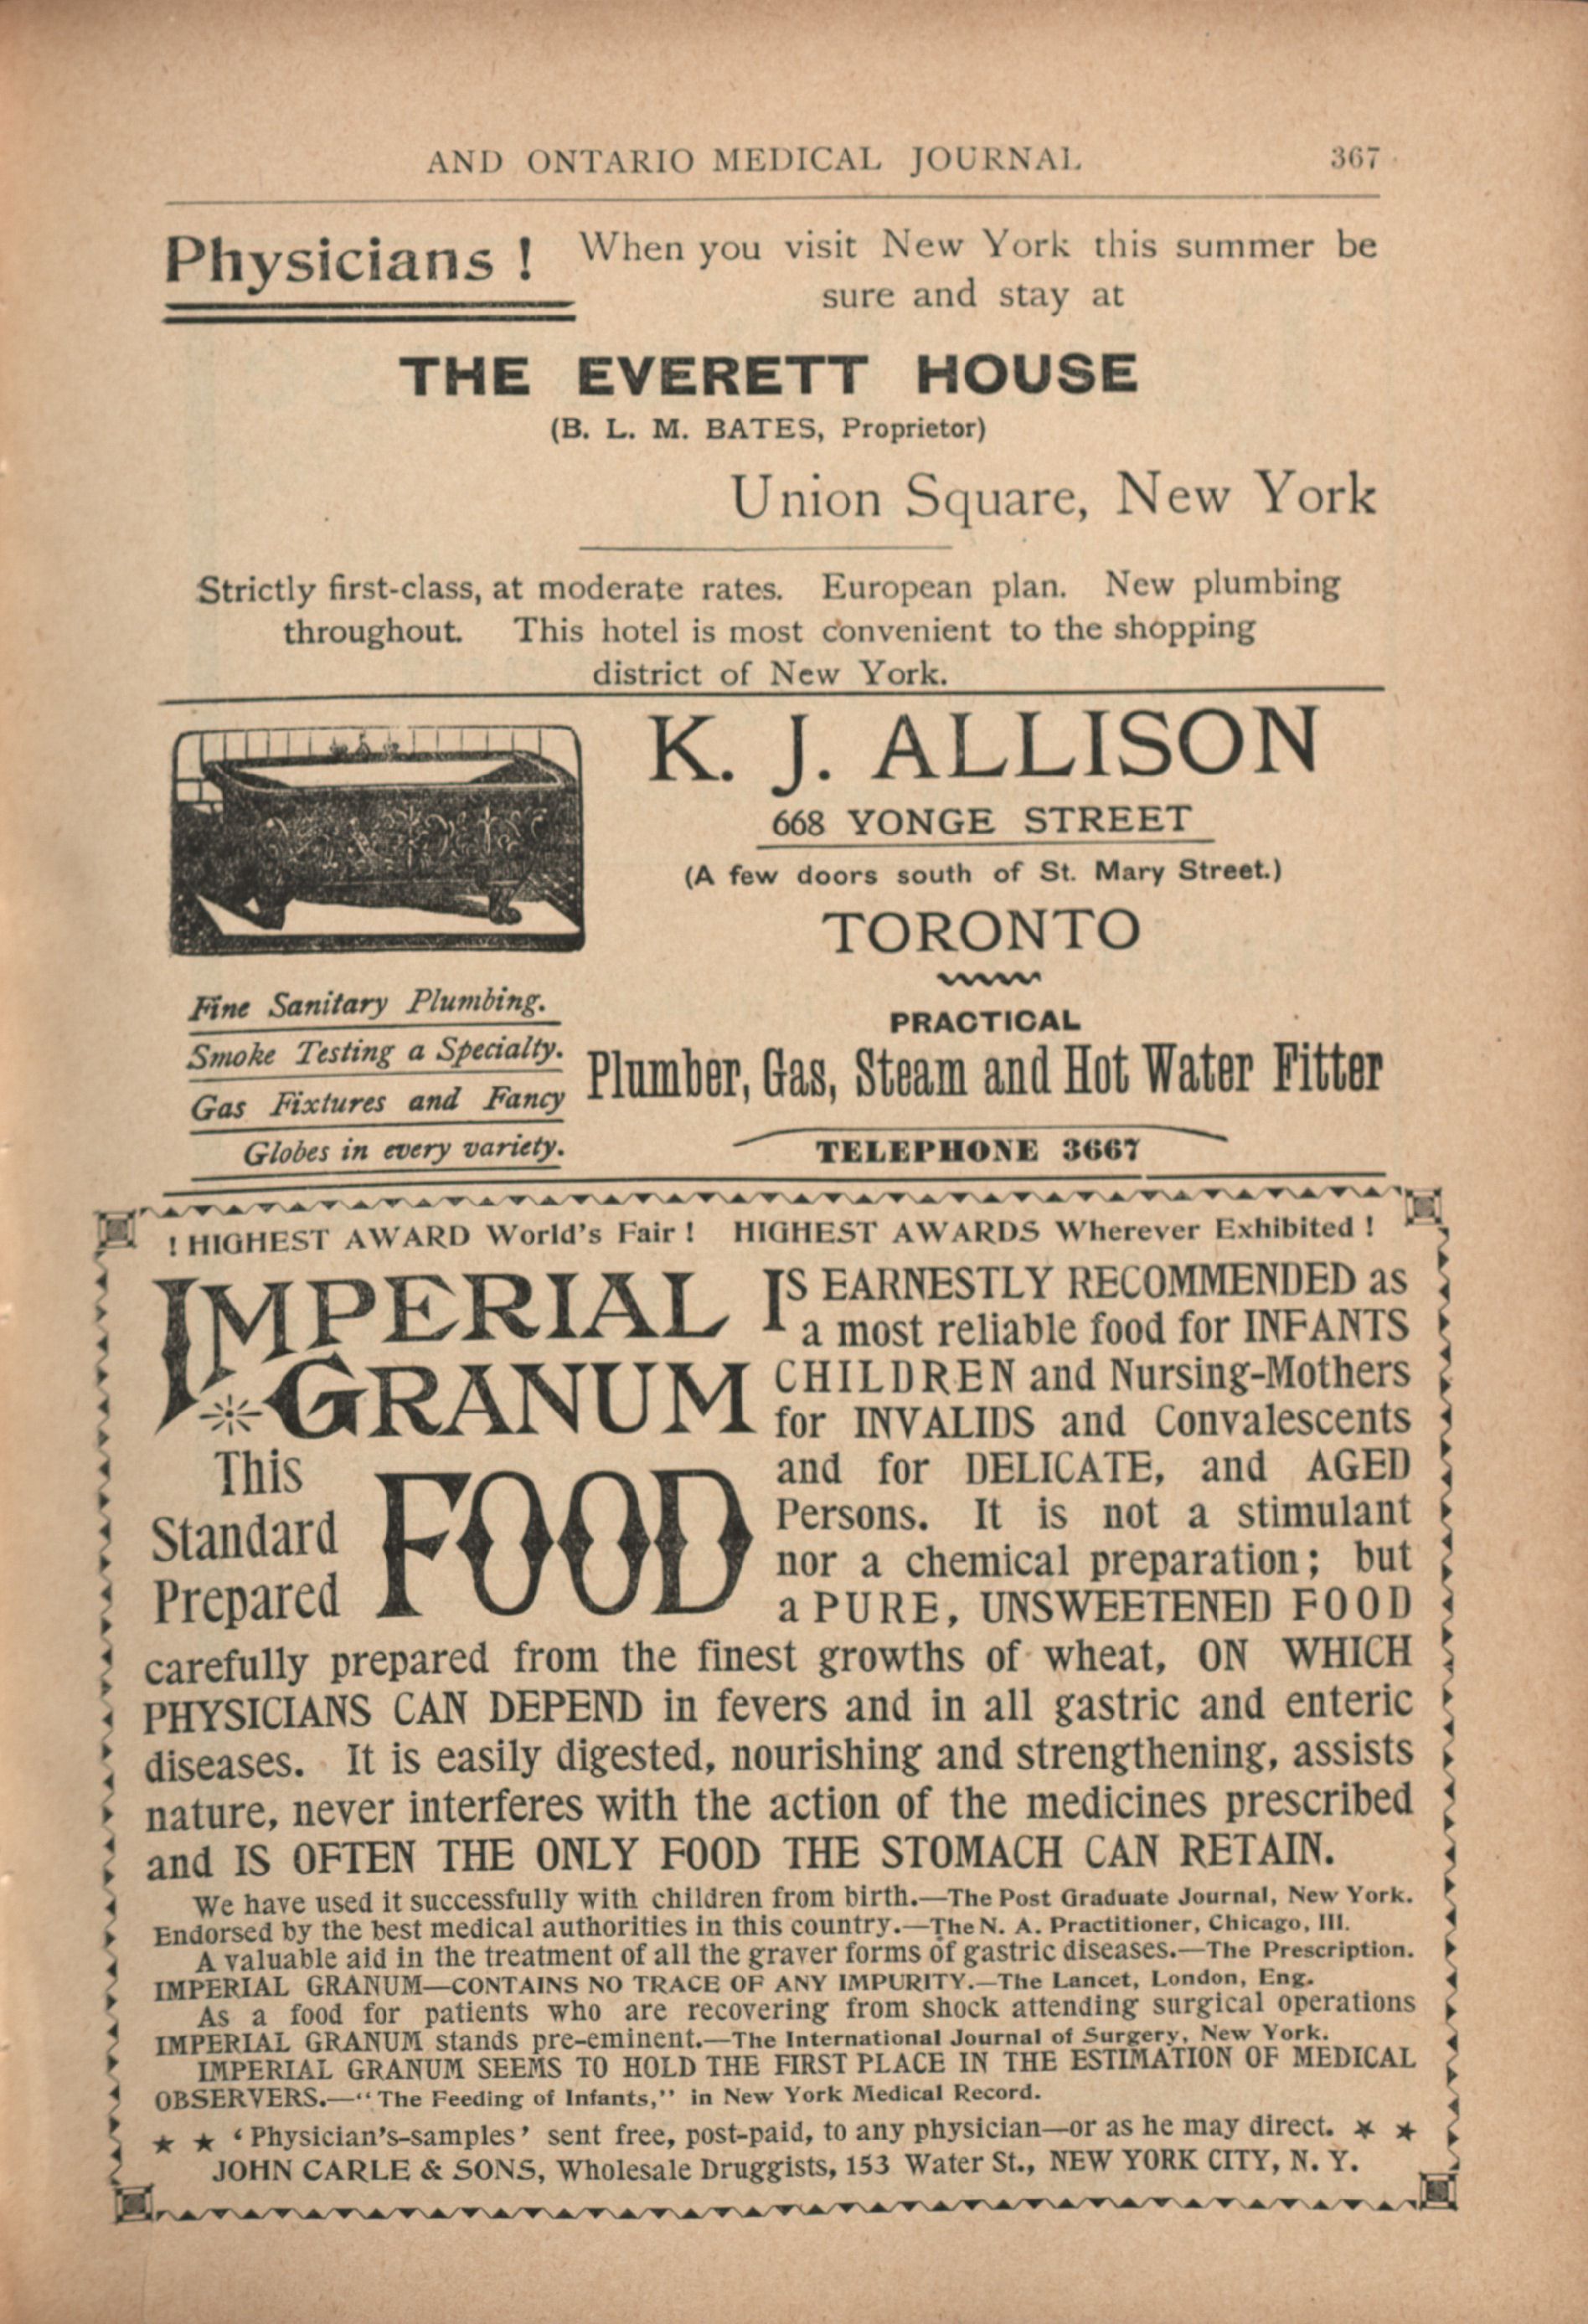 AND ONTARIO MEDICAL JOURNAL 367
Physicians ! When you visit New York this summer be
sure and stay at
THE EVERETT HOUSE
(B. L. M. BATES, Proprietor)
Union Square, New York
Strictly first-class, at moderate rates. European plan. New plumbing
throughout. This hotel is most convenient to the shopping
district of New York.
K. J. ALLISON
668 YONGE STREET
(A few doors south of St. Mary Street.)
TORONTO
Fine Sanitary Plumbing.
Smoke Testing a Specialty.
Gas Fixtures and Fancy
Globes in every variety.
PRACTICAL
Plumber, Gas, Steam and Hot Water Fitter
TELEPHONE 3667
! HIGHEST AWARD World's Fair ! HIGHEST AWARDS Wherever Exhibited !
IMPERIAL
GRANUM
This
Standard
Prepared
FOOD
IS EARNESTLY RECOMMENDED as
a most reliable food for INFANTS
CHILDREN and Nursing-Mothers
for INVALIDS and Convalescents
and for DELICATE, and AGED
Persons. It is not a stimulant
nor a chemical preparation; but
a PURE, UNSWEETENED FOOD
carefully prepared from the finest growths of wheat, ON WHICH
PHYSICIANS CAN DEPEND in fevers and in all gastric and enteric
diseases. It is easily digested, nourishing and strengthening, assists
nature, never interferes with the action of the medicines prescribed
and IS OFTEN THE ONLY FOOD THE STOMACH CAN RETAIN.
We have used it successfully with children from birth.—The Post Graduate Journal, New York.
Endorsed by the best medical authorities in this country.—The N. A. Practitioner, Chicago, Ill.
A valuable aid in the treatment of all the graver forms of gastric diseases.—The Prescription.
IMPERIAL GRANUM—CONTAINS NO TRACE OF ANY IMPURITY.—The Lancet, London, Eng.
As a food for patients who are recovering from shock attending surgical operations
IMPERIAL GRANUM stands pre-eminent.—The International Journal of Surgery, New York.
IMPERIAL GRANUM SEEMS TO HOLD THE FIRST PLACE IN THE ESTIMATION OF MEDICAL
OBSERVERS.—"The Feeding of Infants," in New York Medical Record.
★ ★ 'Physician's-samples' sent free, post-paid, to any physician—or as he may direct. ★ ★
JOHN CARLE & SONS, Wholesale Druggists, 153 Water St., NEW YORK CITY, N. Y.